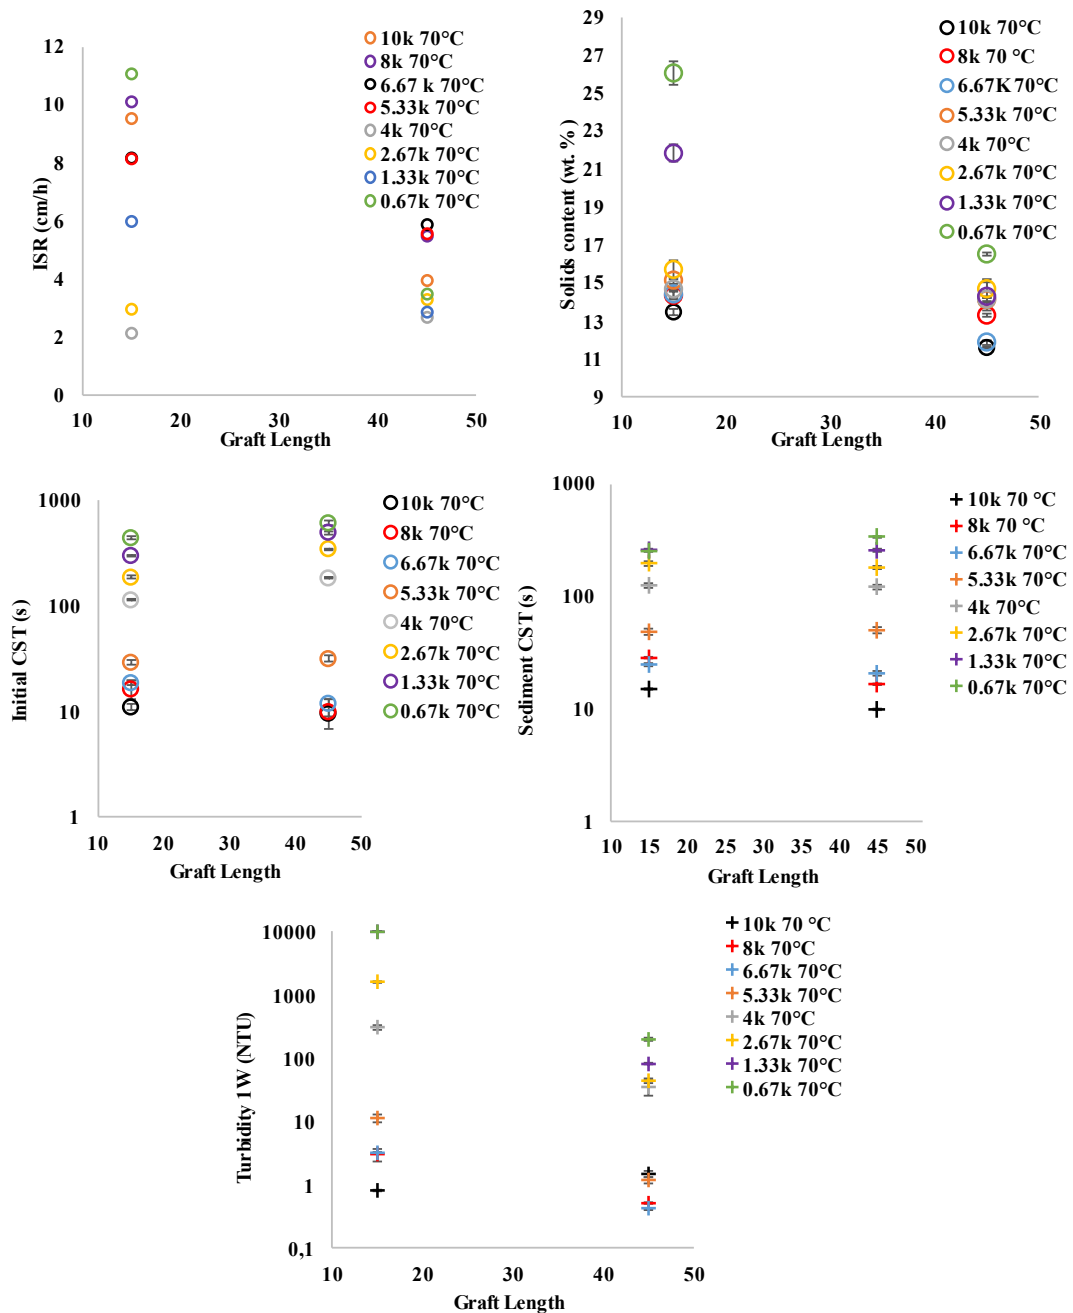 12
10
8
6
4
2
0
ISR (cm/h)
10 20 30 40 50
Graft Length
10k 70°C
8k 70°C
6.67 k 70°C
5.33k 70°C
4k 70°C
2.67k 70°C
1.33k 70°C
0.67k 70°C
29
27
25
23
21
19
17
15
13
11
9
Solids content (wt. %)
10 20 30 40 50
Graft Length
10k 70°C
8k 70 °C
6.67K 70°C
5.33k 70°C
4k 70°C
2.67k 70°C
1.33k 70°C
0.67k 70°C
1000
100
10
1
Initial CST (s)
10 20 30 40 50
Graft Length
10k 70°C
8k 70°C
6.67k 70°C
5.33k 70°C
4k 70°C
2.67k 70°C
1.33k 70°C
0.67k 70°C
1000
100
10
1
Sediment CST (s)
10 15 20 25 30 35 40 45 50
Graft Length
10k 70 °C
8k 70 °C
6.67k 70°C
5.33k 70°C
4k 70°C
2.67k 70°C
1.33k 70°C
0.67k 70°C
10000
1000
100
10
1
0,1
Turbidity 1W (NTU)
10 20 30 40 50
Graft Length
10k 70 °C
8k 70°C
6.67k 70°C
5.33k 70°C
4k 70°C
2.67k 70°C
1.33k 70°C
0.67k 70°C